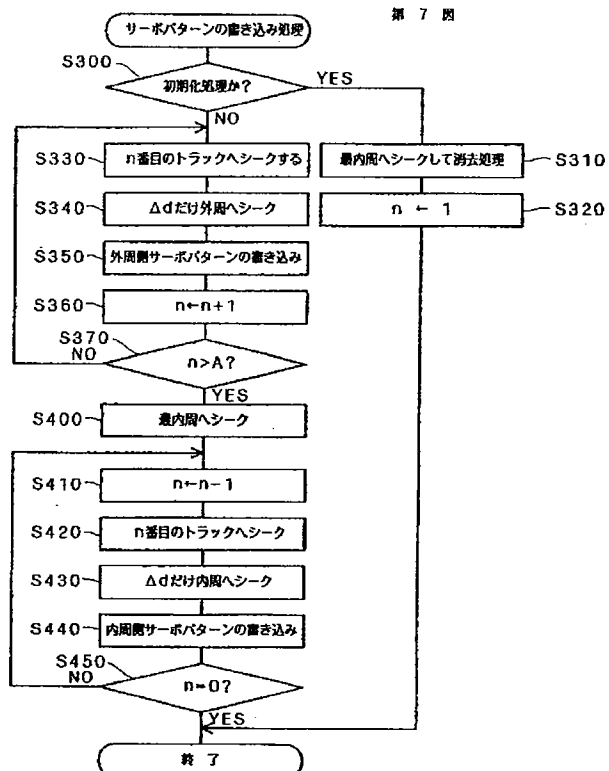 第 7 図
サーボパターンの書き込み処理
S300
初期化処理か？
YES
NO
S330
n番目のトラックへシークする
最内周へシークして消去処理
S310
S340
Δdだけ外周へシーク
n ← 1
S320
S350
外周側サーボパターンの書き込み
S360
n←n+1
S370
NO
n>A?
YES
S400
最内周へシーク
S410
n←n-1
S420
n番目のトラックへシーク
S430
Δdだけ内周へシーク
S440
内周側サーボパターンの書き込み
S450
NO
n=0?
YES
終 了